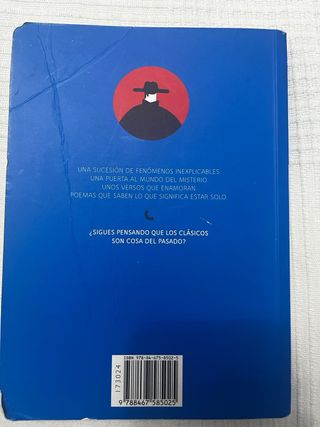 UNA SUCESIÓN DE FENÓMENOS INEXPLICABLES
UNA PUERTA AL MUNDO DEL MISTERIO
UNOS VERSOS QUE ENAMORAN
POEMAS QUE SABEN LO QUE SIGNIFICA ESTAR SOLO
¿SIGUES PENSANDO QUE LOS CLÁSICOS
SON COSA DEL PASADO?
ISBN 978-84-675-8502-5
173024
9 788467 585025